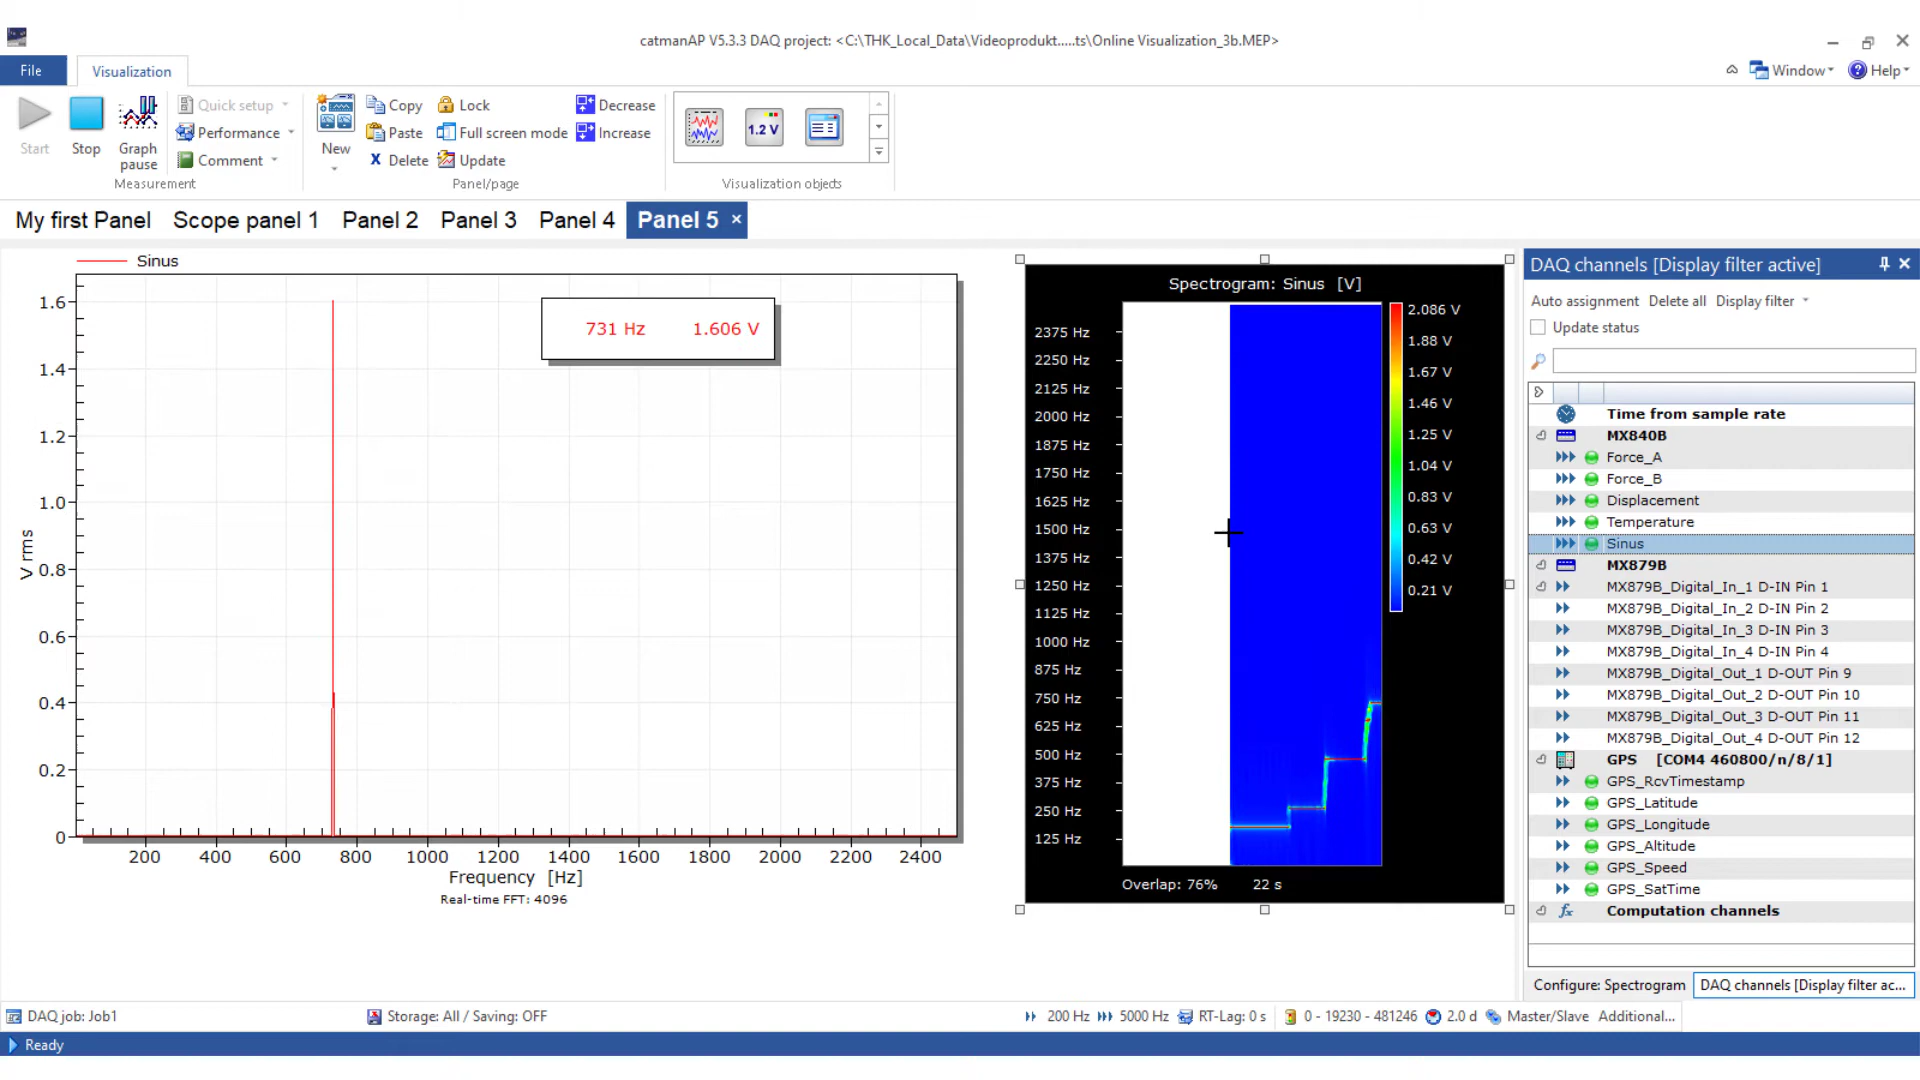 catmanAP V5.3.3 DAQ project: <C:\THK_Local_Data\Videoprodukt.....ts\Online Visualization_3b.MEP>
File
Visualization
Window
Help
Start
Stop
Graph
pause
Quick setup
Performance
Comment
Measurement
New
Copy
Paste
X Delete
Lock
Full screen mode
Update
Decrease
Increase
Panel/page
1.2 V
Visualization objects
My first Panel
Scope panel 1
Panel 2
Panel 3
Panel 4
Panel 5 ×
Sinus
731 Hz 1.606 V
V rms
1.6
1.4
1.2
1.0
0.8
0.6
0.4
0.2
0
200 400 600 800 1000 1200 1400 1600 1800 2000 2200 2400
Frequency [Hz]
Real-time FFT: 4096
Spectrogram: Sinus [V]
2375 Hz
2250 Hz
2125 Hz
2000 Hz
1875 Hz
1750 Hz
1625 Hz
1500 Hz
1375 Hz
1250 Hz
1125 Hz
1000 Hz
875 Hz
750 Hz
625 Hz
500 Hz
375 Hz
250 Hz
125 Hz
2.086 V
1.88 V
1.67 V
1.46 V
1.25 V
1.04 V
0.83 V
0.63 V
0.42 V
0.21 V
Overlap: 76% 22 s
DAQ channels [Display filter active]
Auto assignment Delete all Display filter
Update status
Time from sample rate
MX840B
Force_A
Force_B
Displacement
Temperature
Sinus
MX879B
MX879B_Digital_In_1 D-IN Pin 1
MX879B_Digital_In_2 D-IN Pin 2
MX879B_Digital_In_3 D-IN Pin 3
MX879B_Digital_In_4 D-IN Pin 4
MX879B_Digital_Out_1 D-OUT Pin 9
MX879B_Digital_Out_2 D-OUT Pin 10
MX879B_Digital_Out_3 D-OUT Pin 11
MX879B_Digital_Out_4 D-OUT Pin 12
GPS [COM4 460800/n/8/1]
GPS_RcvTimestamp
GPS_Latitude
GPS_Longitude
GPS_Altitude
GPS_Speed
GPS_SatTime
fx Computation channels
Configure: Spectrogram
DAQ channels [Display filter ac...
DAQ job: Job1
Storage: All / Saving: OFF
200 Hz
5000 Hz
RT-Lag: 0 s
0 - 19230 - 481246
2.0 d
Master/Slave
Additional...
Ready